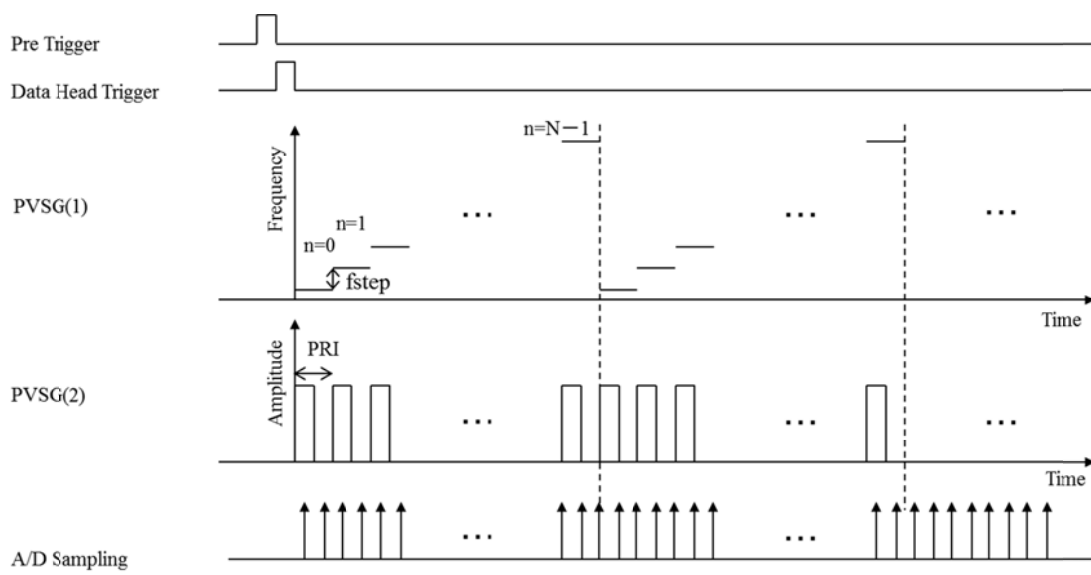 Pre Trigger
Data Head Trigger
PVSG(1)
Frequency
n=0
n=1
fstep
n=N−1
...
...
...
Time
PVSG(2)
Amplitude
PRI
...
...
...
Time
A/D Sampling
...
...